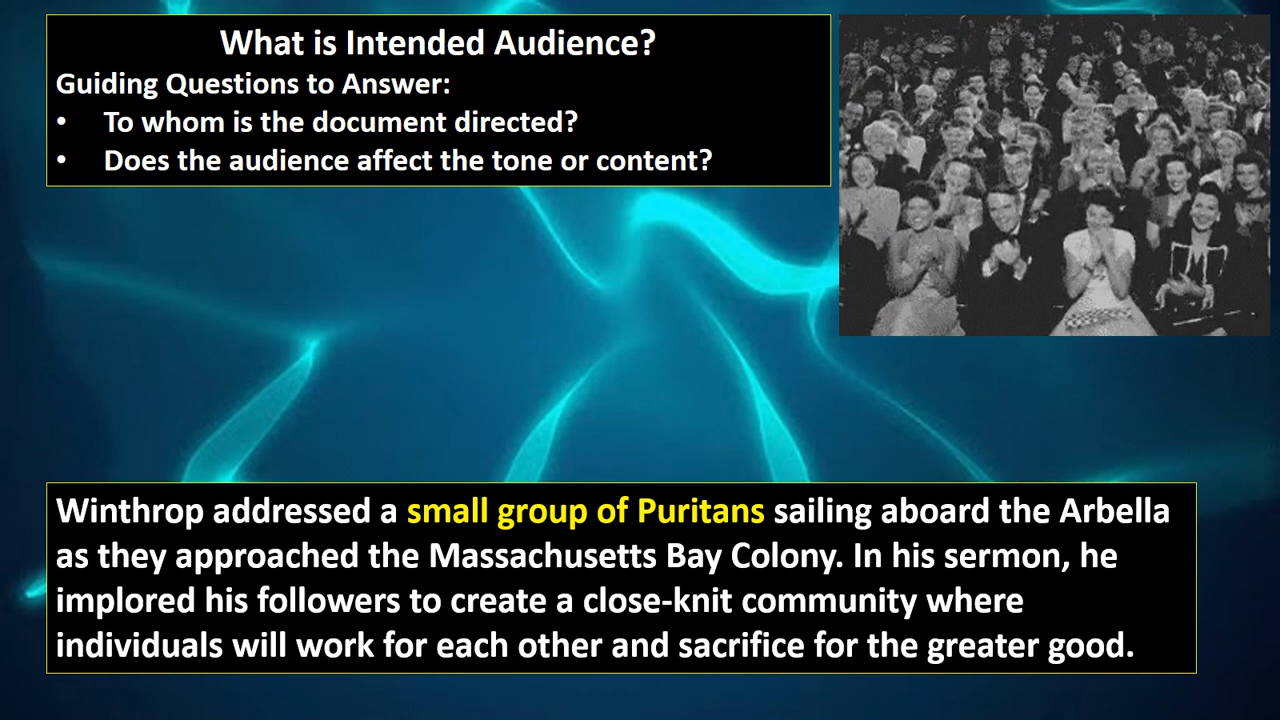 What is Intended Audience?
Guiding Questions to Answer:
• To whom is the document directed?
• Does the audience affect the tone or content?
Winthrop addressed a small group of Puritans sailing aboard the Arbella
as they approached the Massachusetts Bay Colony. In his sermon, he
implored his followers to create a close-knit community where
individuals will work for each other and sacrifice for the greater good.